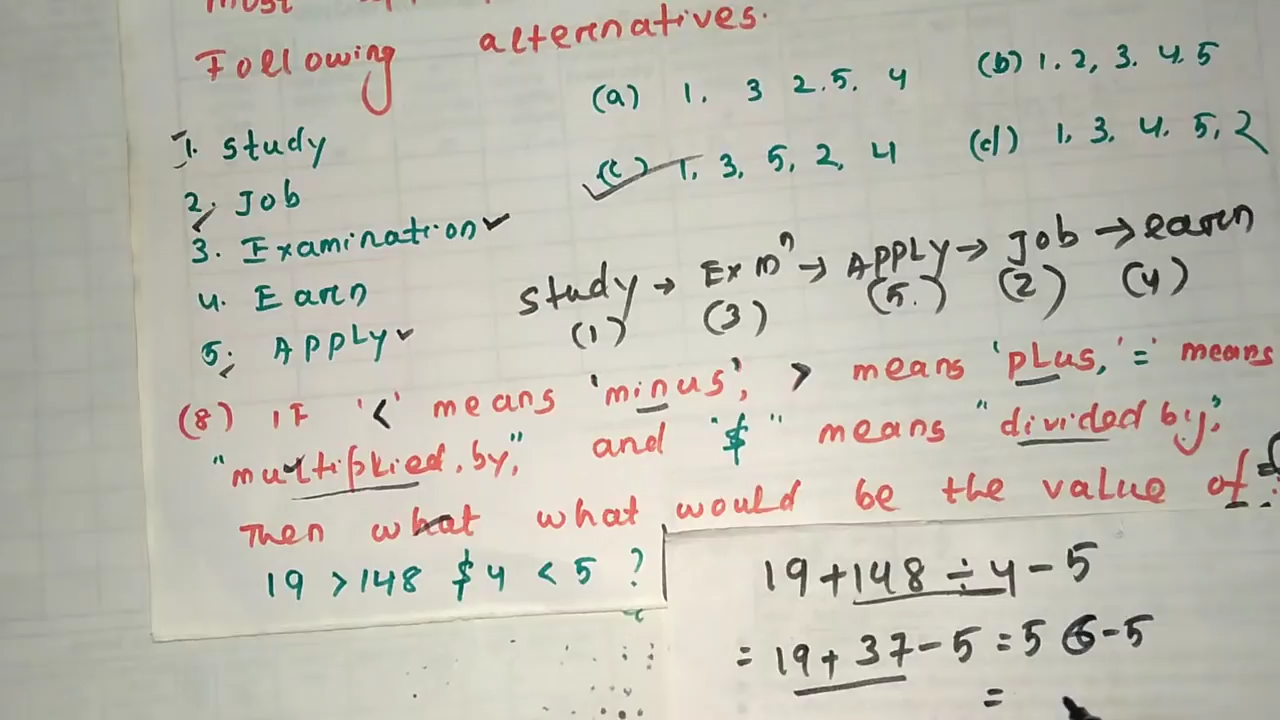 Following alternatives.
(a) 1. 3 2.5. 4 (b) 1.2, 3. 4.5
1. study
(c) 1, 3, 5, 2, 4 (d) 1, 3. 4. 5, 2
2. Job
3. Examination
4. Earn
5. APPLY
study → Exmⁿ → APPLY → Job → earn
(1) (3) (5.) (2) (4)
(8) IF '<' means 'minus', > means 'plus, '=' means
"multiplied.by," and "$" means "divided by."
Then what what would be the value of
19 > 148 $ 4 < 5 ?
19+148 ÷ 4 - 5
= 19+ 37 - 5 = 56-5
=